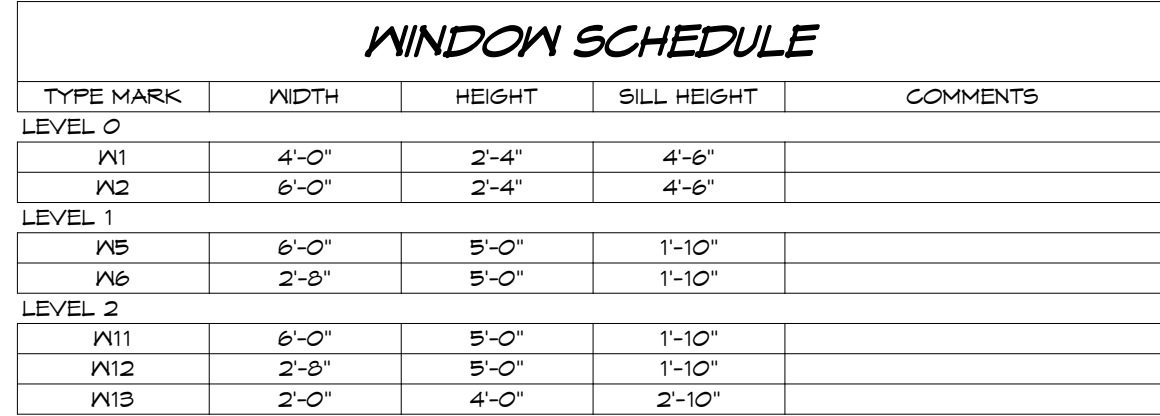 WINDOW SCHEDULE
TYPE MARK WIDTH HEIGHT SILL HEIGHT COMMENTS
LEVEL 0
W1 4'-0" 2'-4" 4'-6"
W2 6'-0" 2'-4" 4'-6"
LEVEL 1
W5 6'-0" 5'-0" 1'-10"
W6 2'-8" 5'-0" 1'-10"
LEVEL 2
W11 6'-0" 5'-0" 1'-10"
W12 2'-8" 5'-0" 1'-10"
W13 2'-0" 4'-0" 2'-10"